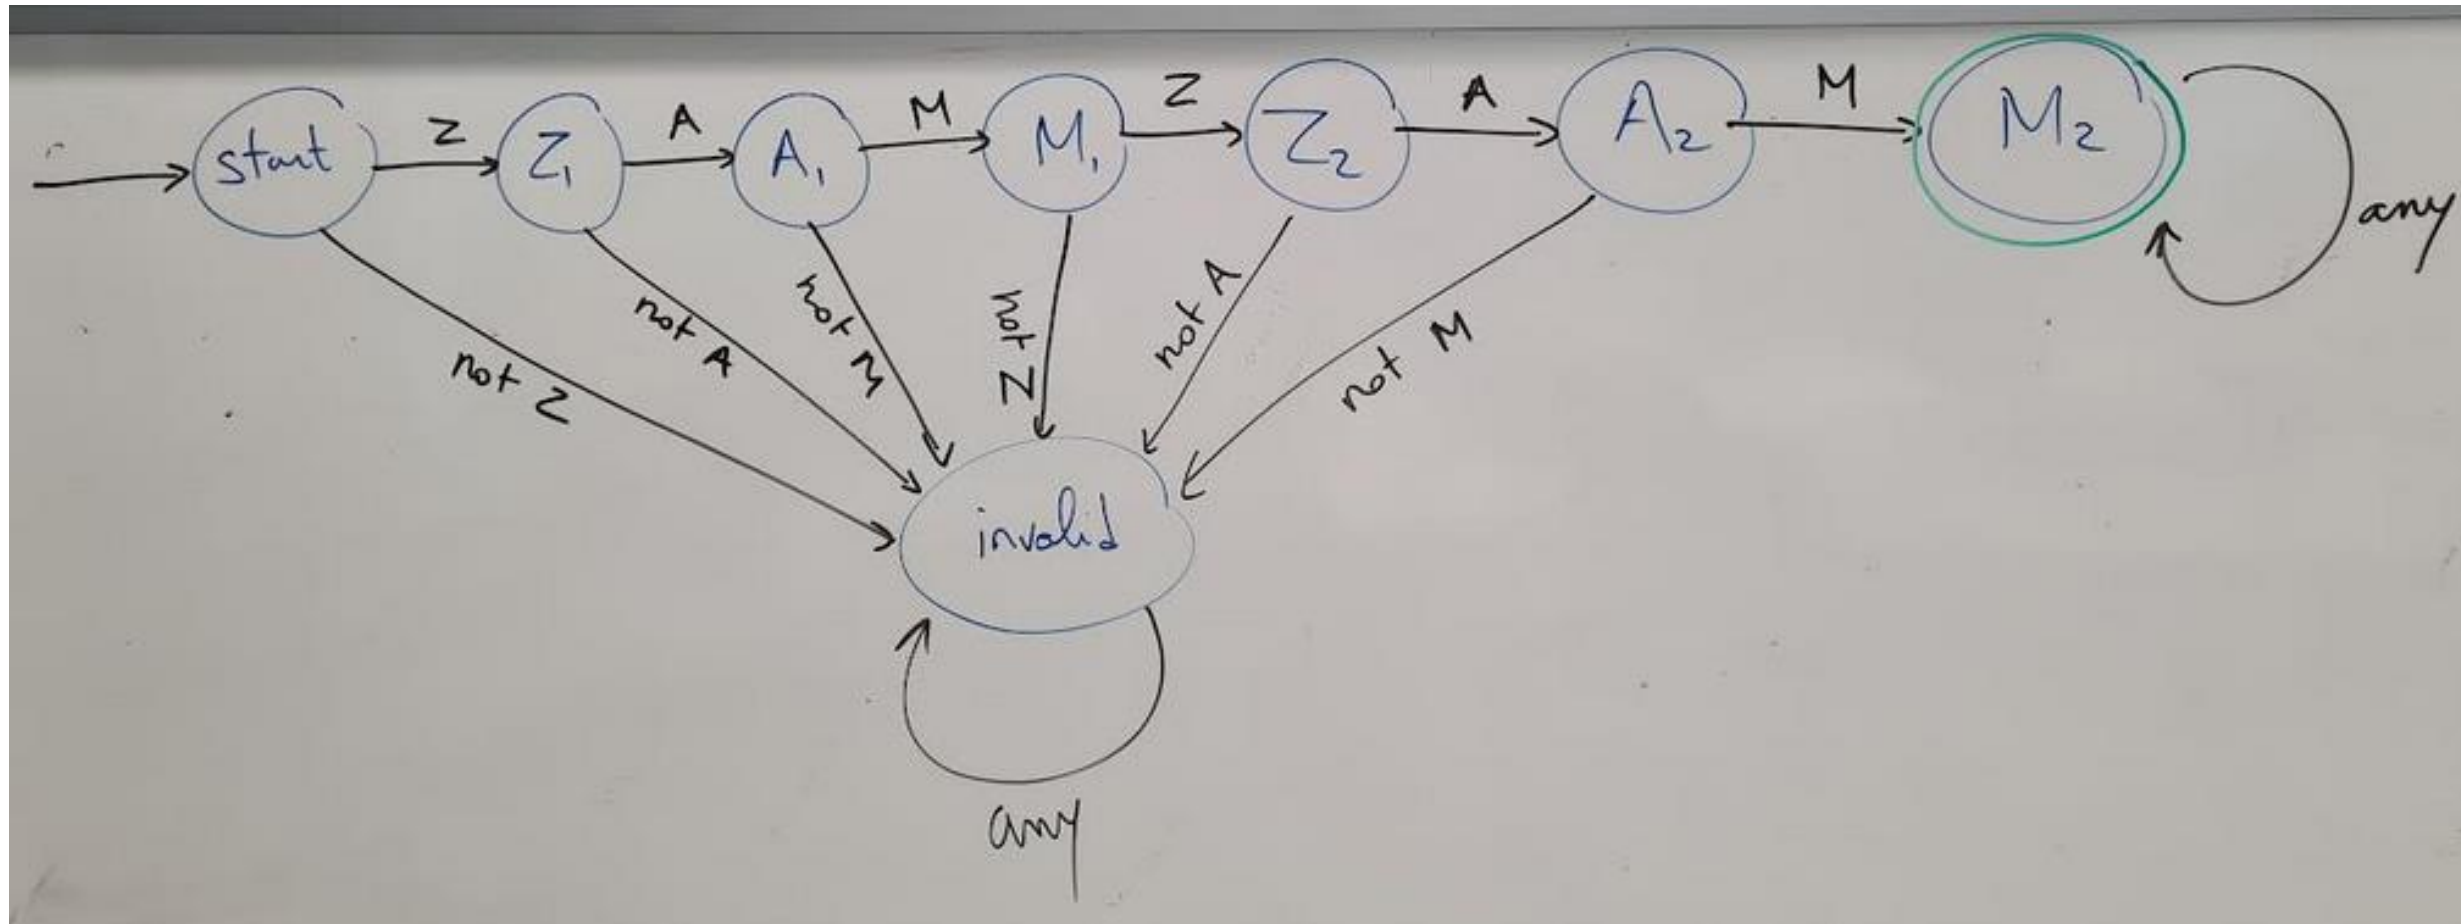 Z
A
M
Z
A
M
start
Z₁
A₁
M₁
Z₂
A₂
M₂
any
not Z
not A
not M
not Z
not A
not M
invalid
any